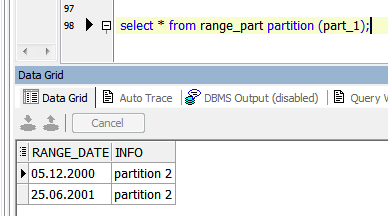 97
98 select * from range_part partition (part_1);
Data Grid
Data Grid Auto Trace DBMS Output (disabled) Query V
Cancel
RANGE_DATE INFO
05.12.2000 partition 2
25.06.2001 partition 2